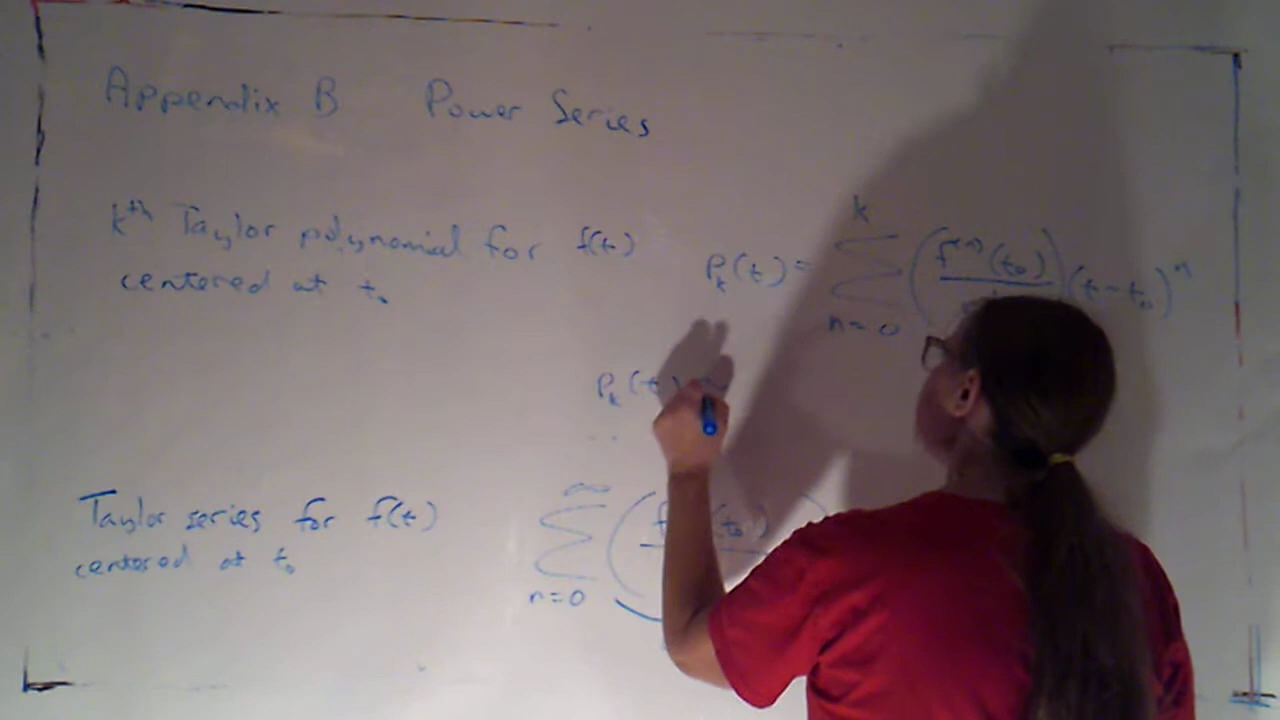 Appendix B Power Series
kth Taylor polynomial for f(t)
centered at t₀
k
Pₖ(t) = Σ (f⁽ⁿ⁾(t₀) (t - t₀)ⁿ
n = 0
Pₖ(t) ≈
Taylor series for f(t)
centered at t₀
∞
Σ (f (t₀)
n = 0